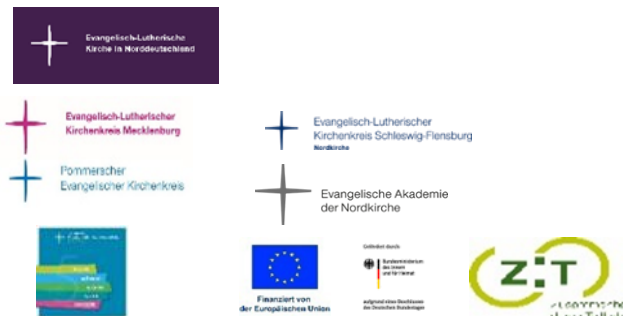 Evangelisch-Lutherische
Kirche in Norddeutschland
Evangelisch-Lutherischer
Kirchenkreis Mecklenburg
Evangelisch-Lutherischer
Kirchenkreis Schleswig-Flensburg
Nordkirche
Pommerscher
Evangelischer Kirchenkreis
Evangelische Akademie
der Nordkirche
Finanziert von
der Europäischen Union
Gefördert durch
Bundesministerium
des Innern
und für Heimat
aufgrund eines Beschlusses
des Deutschen Bundestages
Z:T